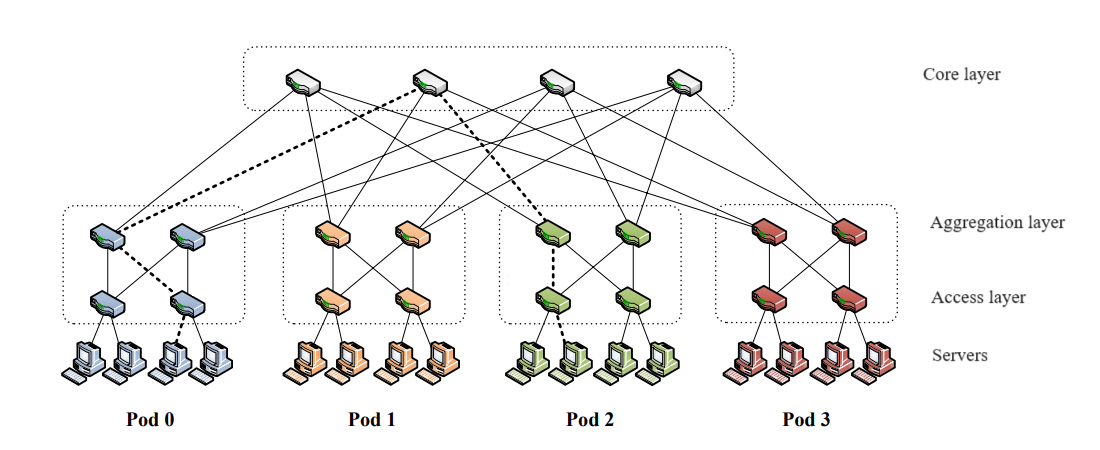 Core layer
Aggregation layer
Access layer
Servers
Pod 0
Pod 1
Pod 2
Pod 3